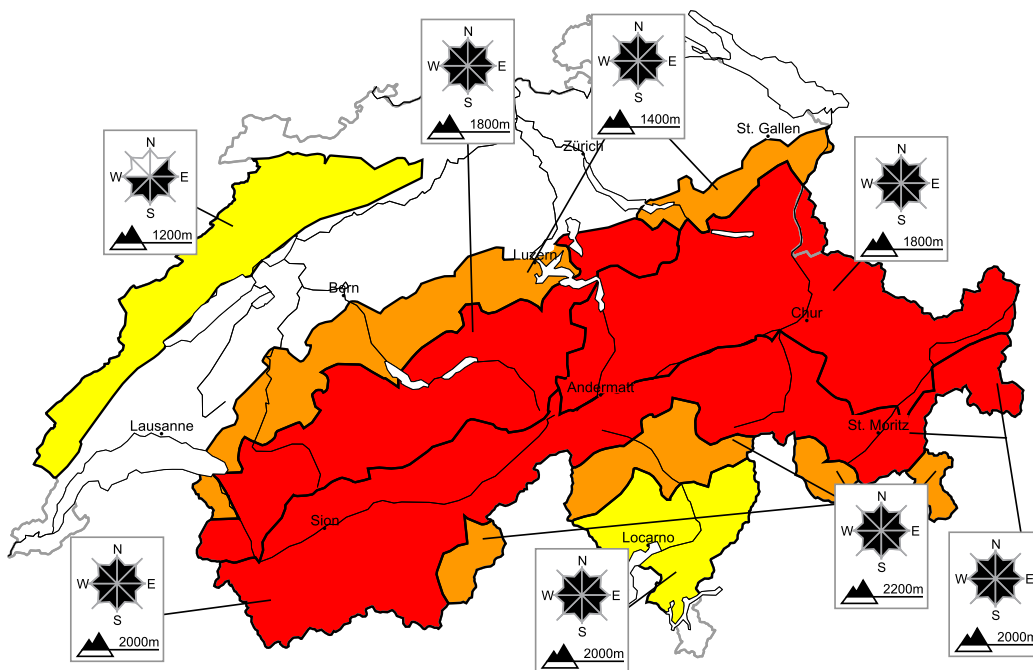 N
W E
S
1800m
N
W E
S
1400m
St. Gallen
Zürich
N
W E
S
1200m
N
W E
S
1800m
Luzern
Bern
Chur
Andermatt
Lausanne
St. Moritz
Sion
Locarno
N
W E
S
2000m
N
W E
S
2000m
N
W E
S
2200m
N
W E
S
2000m